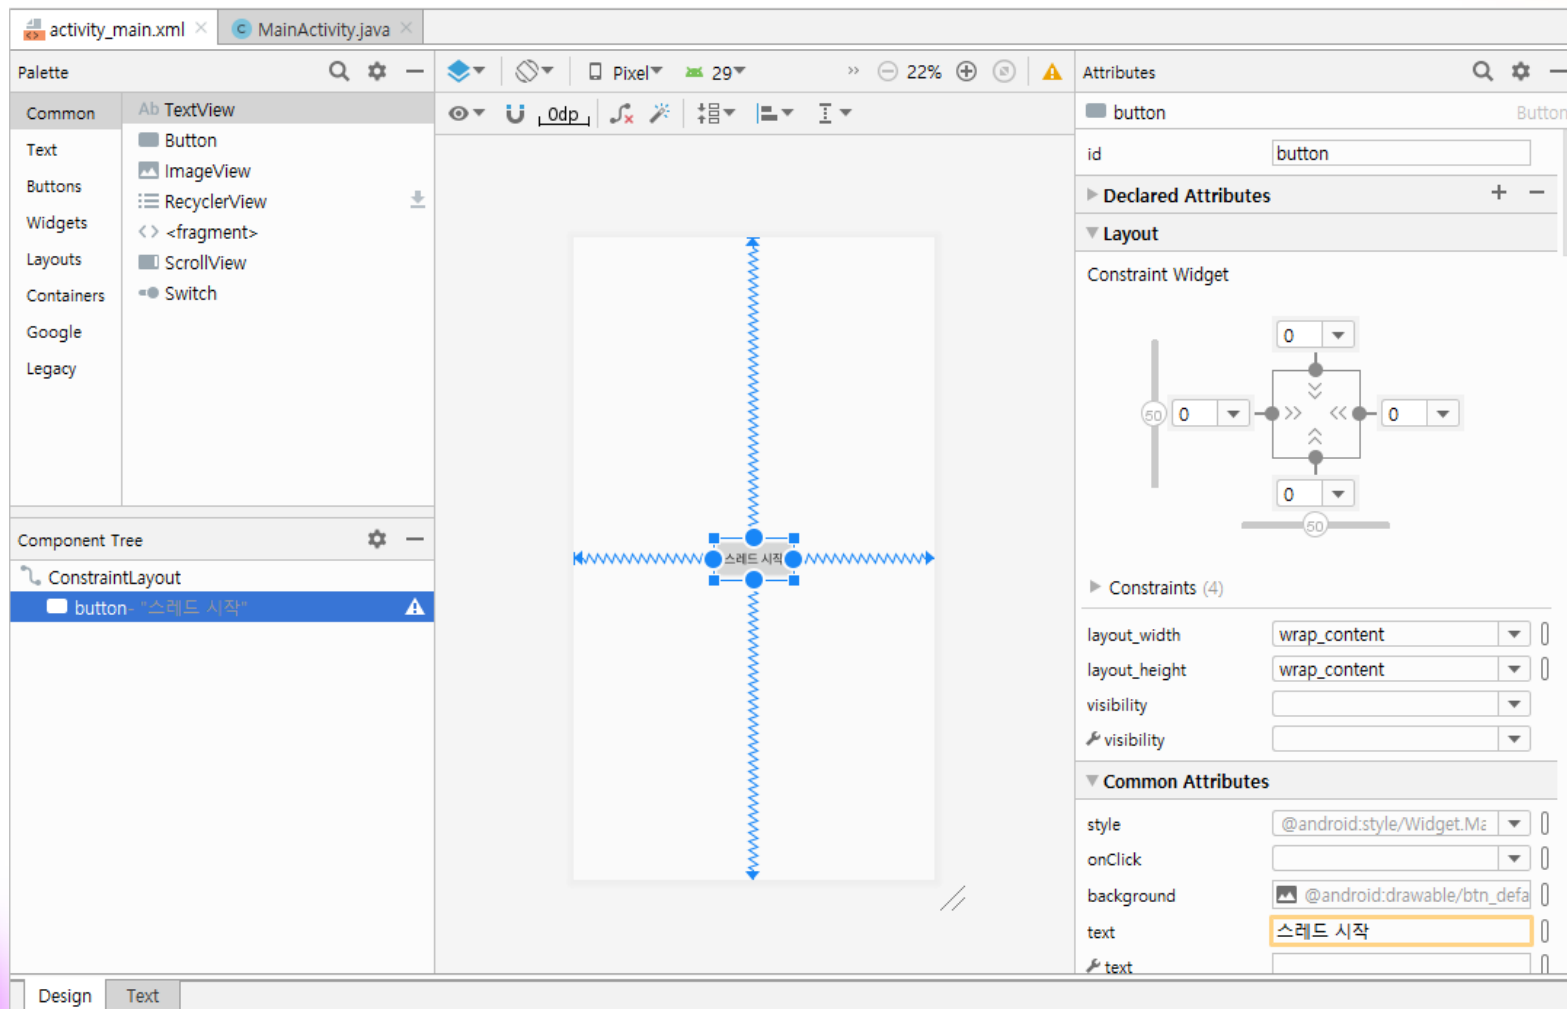 activity_main.xml
MainActivity.java
Palette
Common
Text
Buttons
Widgets
Layouts
Containers
Google
Legacy
Ab TextView
Button
ImageView
RecyclerView
<fragment>
ScrollView
Switch
Component Tree
ConstraintLayout
button- "스레드 시작"
Pixel
29
22%
0dp
스레드 시작
Attributes
button
Button
id
button
Declared Attributes
Layout
Constraint Widget
0
50
0
0
0
50
Constraints (4)
layout_width
wrap_content
layout_height
wrap_content
visibility
visibility
Common Attributes
style
@android:style/Widget.Ma
onClick
background
@android:drawable/btn_defa
text
스레드 시작
text
Design
Text